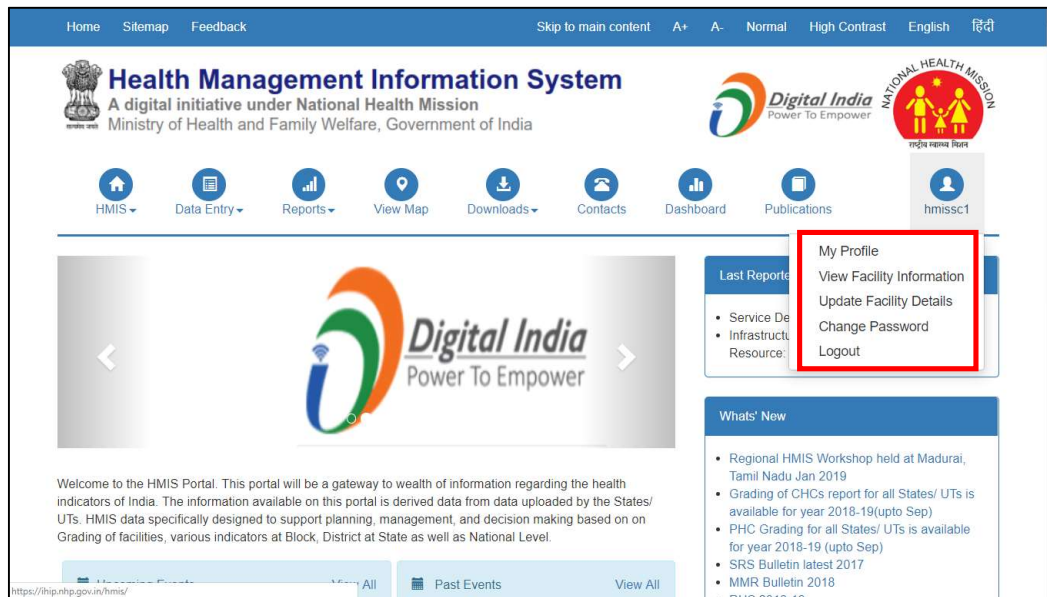 Home Sitemap Feedback Skip to main content A+ A- Normal High Contrast English हिंदी
Health Management Information System
A digital initiative under National Health Mission
Ministry of Health and Family Welfare, Government of India
सत्यमेव जयते
Digital India
Power To Empower
NATIONAL HEALTH MISSION
राष्ट्रीय स्वास्थ्य मिशन
HMIS Data Entry Reports View Map Downloads Contacts Dashboard Publications hmissc1
My Profile
View Facility Information
Update Facility Details
Change Password
Logout
Last Reporte
Service De
Infrastructu
Resource:
Digital India
Power To Empower
Whats' New
Regional HMIS Workshop held at Madurai,
Tamil Nadu Jan 2019
Grading of CHCs report for all States/ UTs is
available for year 2018-19(upto Sep)
PHC Grading for all States/ UTs is available
for year 2018-19 (upto Sep)
SRS Bulletin latest 2017
MMR Bulletin 2018
Welcome to the HMIS Portal. This portal will be a gateway to wealth of information regarding the health
indicators of India. The information available on this portal is derived data from data uploaded by the States/
UTs. HMIS data specifically designed to support planning, management, and decision making based on on
Grading of facilities, various indicators at Block, District at State as well as National Level.
Upcoming Events View All Past Events View All
https://ihip.nhp.gov.in/hmis/